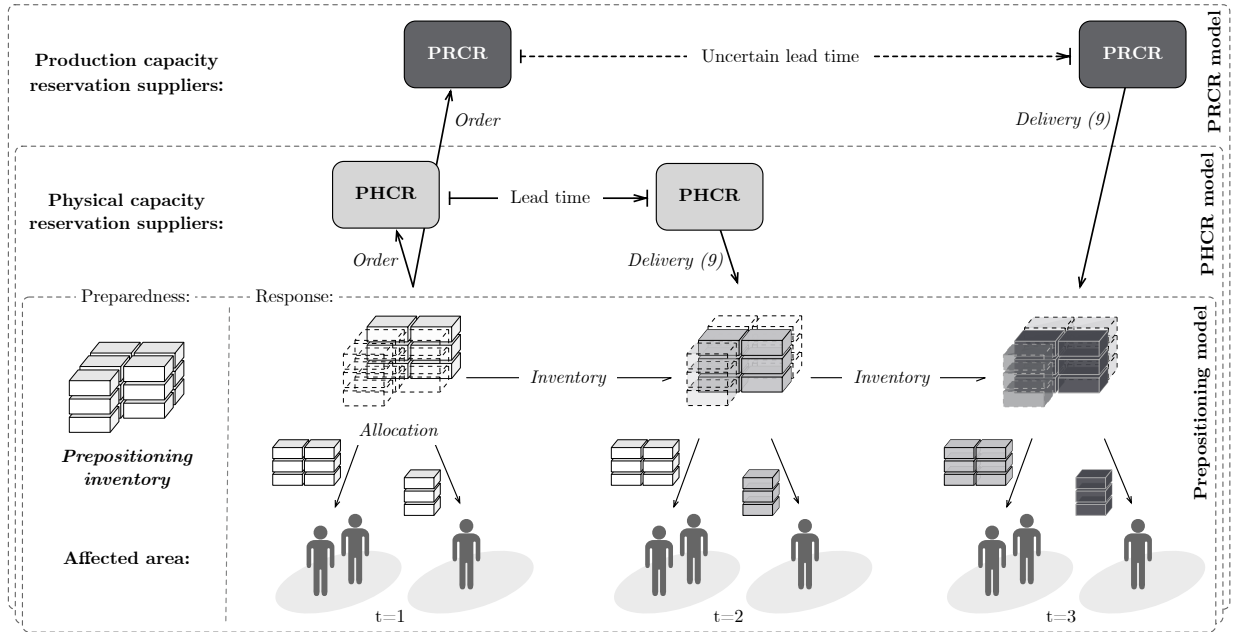 Production capacity
reservation suppliers:
PRCR
Uncertain lead time
PRCR
PRCR model
Order
Delivery (9)
Physical capacity
reservation suppliers:
PHCR
Lead time
PHCR
PHCR model
Order
Delivery (9)
Preparedness:
Response:
Prepositioning model
Inventory
Inventory
Allocation
Prepositioning
inventory
Affected area:
t=1
t=2
t=3